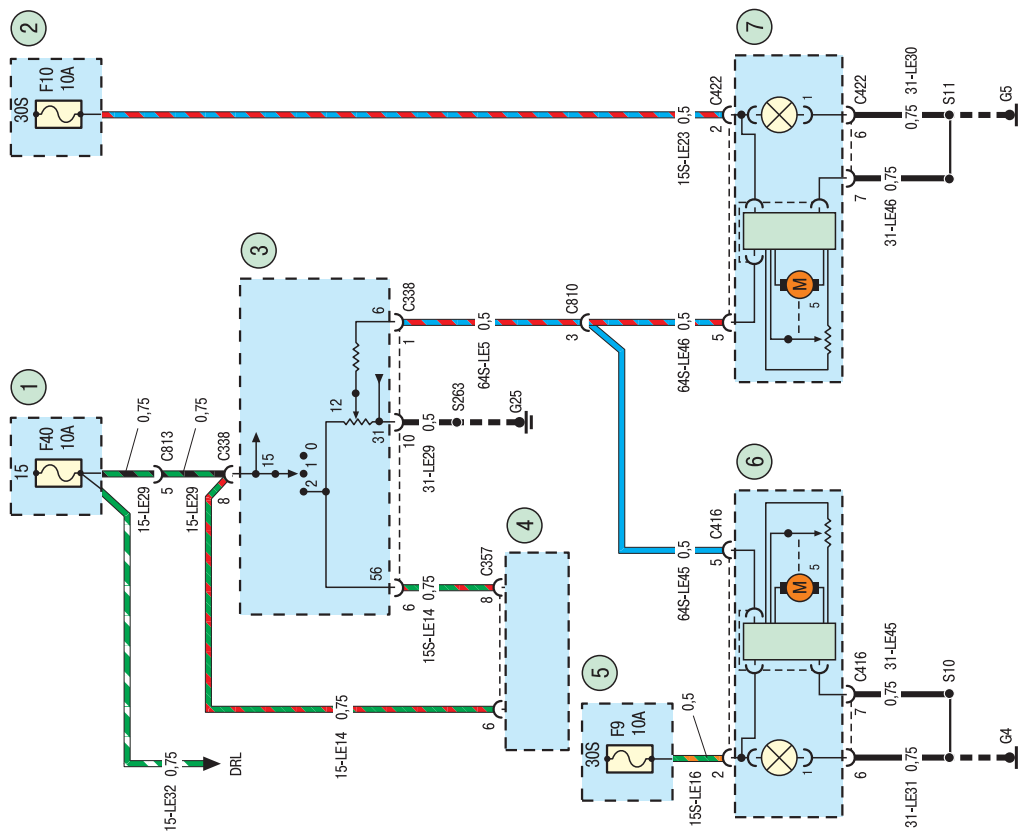 2
30S
F10
10A
15S-LE23
0,5
2
C422
7
1
C422
6
31-LE30
0,75
S11
G5
7
31-LE46
0,75
M
5
1
15
F40
10A
0,75
15-LE29
C813
5
0,75
15-LE29
C338
8
3
15
0
1
2
12
6
31
56
C338
1
64S-LE5
0,5
C810
3
64S-LE46
0,5
5
10
31-LE29
0,5
S263
G25
6
15S-LE14
0,75
8
C357
4
6
15-LE14
0,75
15-LE32
0,75
DRL
5
30S
F9
10A
0,5
15S-LE16
2
64S-LE45
0,5
5
C416
6
M
5
1
C416
7
31-LE45
0,75
S10
6
31-LE31
0,75
G4